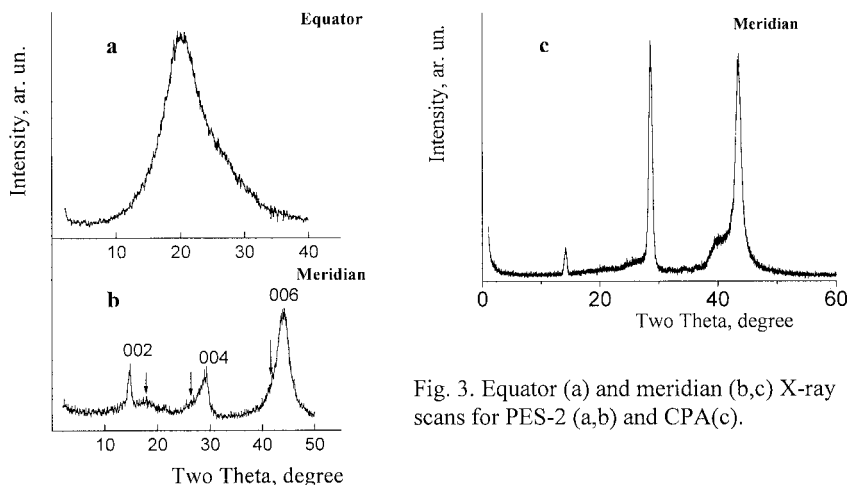 Equator
a
Intensity, ar. un.
10 20 30 40
Meridian
b
002
004
006
10 20 30 40 50
Two Theta, degree
Meridian
c
Intensity, ar. un.
0 20 40 60
Two Theta, degree
Fig. 3. Equator (a) and meridian (b,c) X-ray
scans for PES-2 (a,b) and CPA(c).